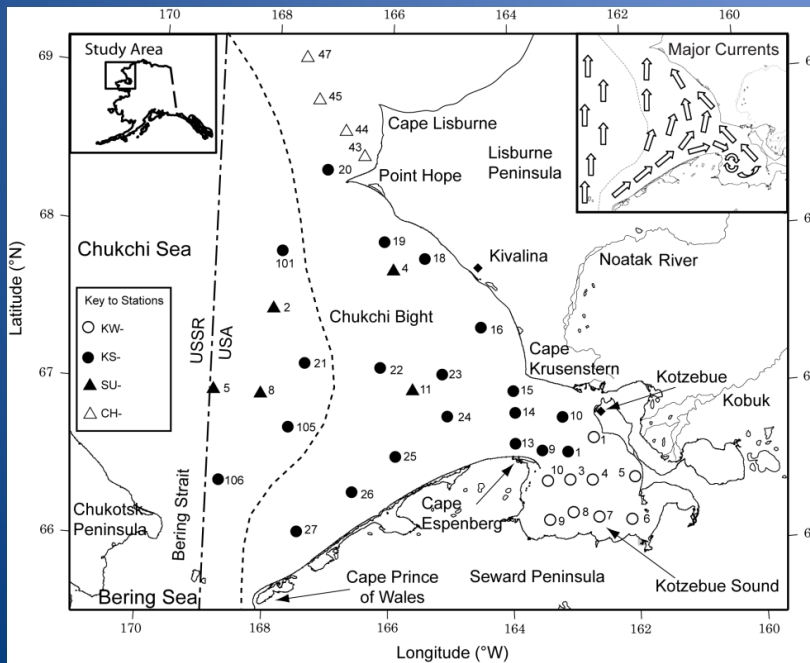 170
168
166
164
162
160
Study Area
Major Currents
69
68
67
66
6
6
6
6
Latitude (°N)
47
45
44
43
Cape Lisburne
Lisburne
Peninsula
20
Point Hope
Chukchi Sea
19
18
101
4
Kivalina
Noatak River
Key to Stations
KW-
KS-
SU-
CH-
2
Chukchi Bight
USSR
USA
16
21
22
23
Cape
Krusenstern
Kotzebue
Kobuk
5
8
11
15
24
14
10
105
1
13
9
1
25
106
10
3
4
5
26
Chukotsk
Peninsula
Bering Strait
Cape
Espenberg
9
8
7
6
27
Bering Sea
Cape Prince
of Wales
Seward Peninsula
Kotzebue Sound
170
168
166
164
162
160
Longitude (°W)